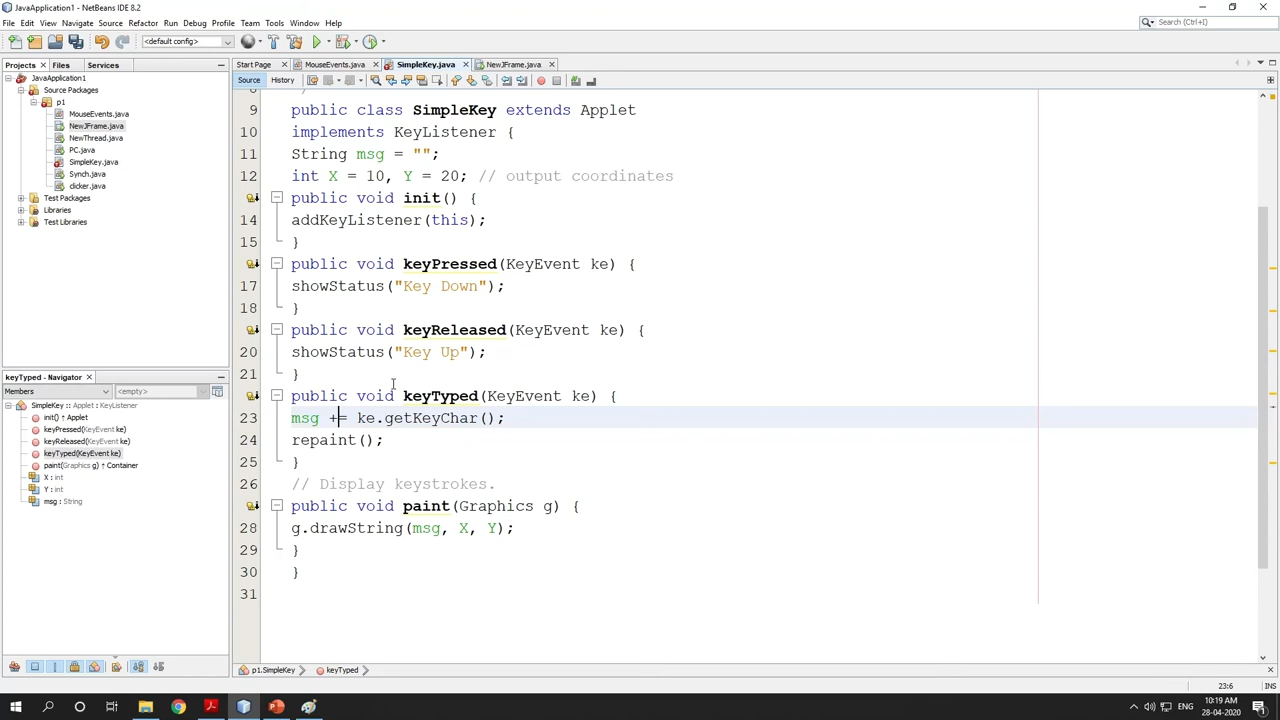 JavaApplication1 - NetBeans IDE 8.2
File Edit View Navigate Source Refactor Run Debug Profile Team Tools Window Help
Search (Ctrl+I)
<default config>
Projects Files Services
Start Page MouseEvents.java SimpleKey.java NewJFrame.java
Source History
JavaApplication1
Source Packages
p1
MouseEvents.java
NewJFrame.java
NewThread.java
PC.java
SimpleKey.java
Synch.java
clicker.java
Test Packages
Libraries
Test Libraries
9 public class SimpleKey extends Applet
10 implements KeyListener {
11 String msg = "";
12 int X = 10, Y = 20; // output coordinates
public void init() {
14 addKeyListener(this);
15 }
public void keyPressed(KeyEvent ke) {
17 showStatus("Key Down");
18 }
public void keyReleased(KeyEvent ke) {
20 showStatus("Key Up");
21 }
public void keyTyped(KeyEvent ke) {
23 msg += ke.getKeyChar();
24 repaint();
25 }
26 // Display keystrokes.
public void paint(Graphics g) {
28 g.drawString(msg, X, Y);
29 }
30 }
31
keyTyped - Navigator
Members <empty>
SimpleKey :: Applet : KeyListener
init() ↑ Applet
keyPressed(KeyEvent ke)
keyReleased(KeyEvent ke)
keyTyped(KeyEvent ke)
paint(Graphics g) ↑ Container
X : int
Y : int
msg : String
p1.SimpleKey keyTyped
23:6 INS
ENG 10:19 AM
28-04-2020